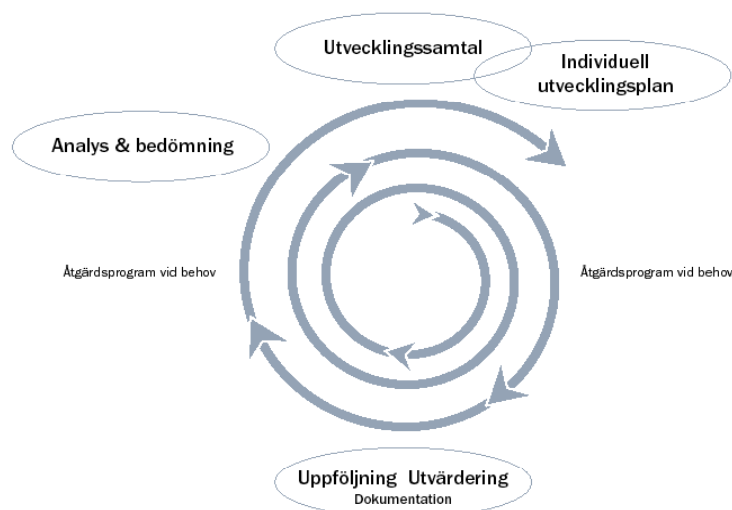 Utvecklingssamtal
Individuell
utvecklingsplan
Analys & bedömning
Åtgärdsprogram vid behov
Åtgärdsprogram vid behov
Uppföljning Utvärdering
Dokumentation